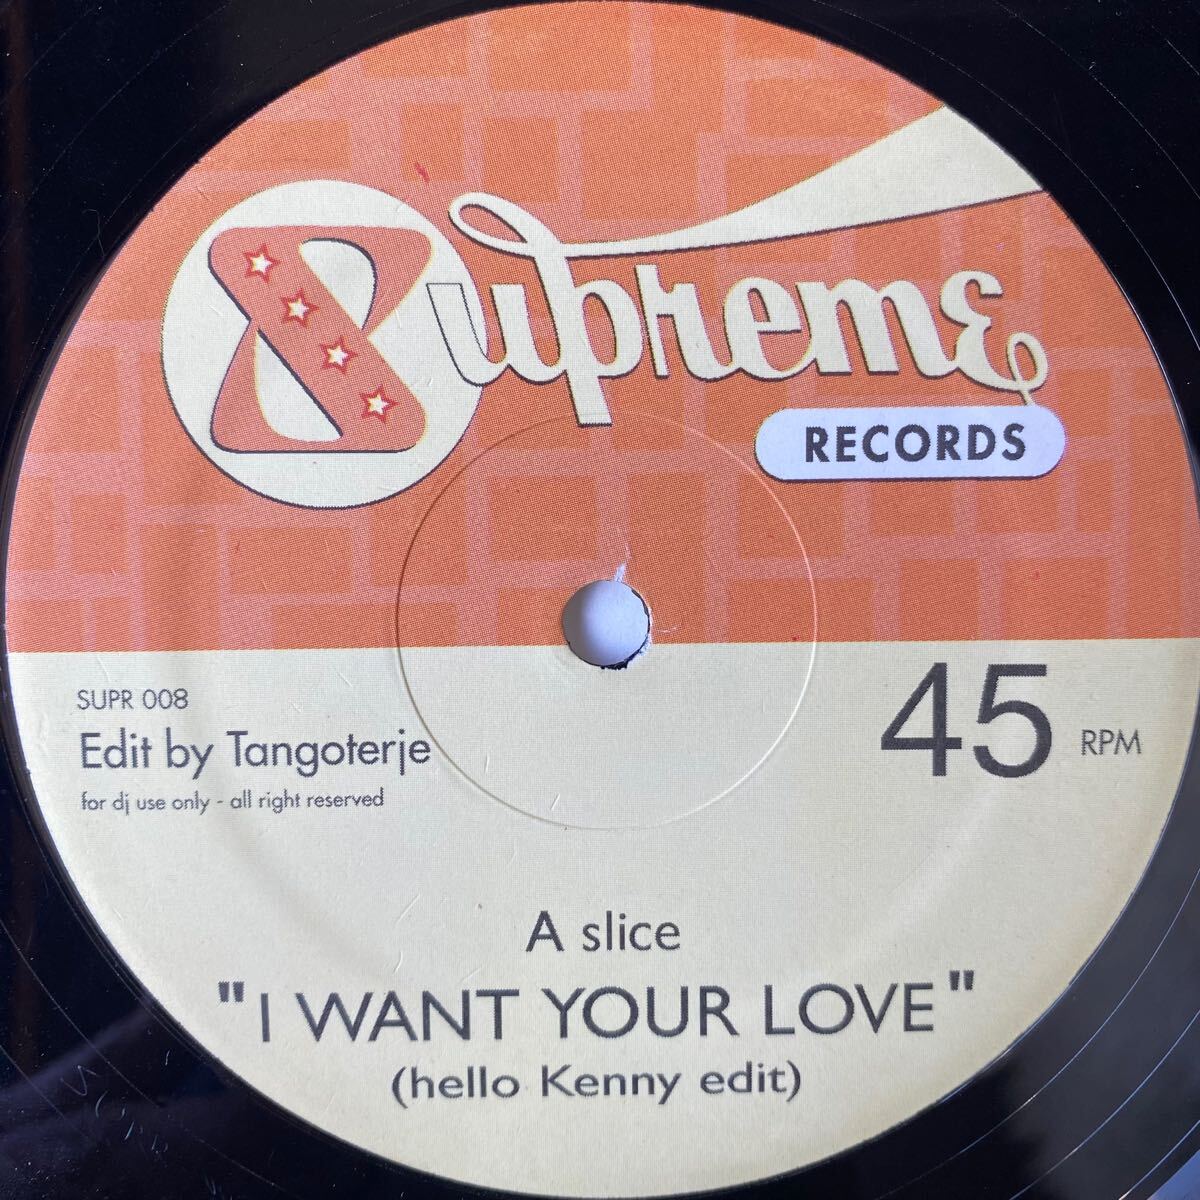 Supreme
RECORDS
SUPR 008
Edit by Tangoterje
for dj use only - all right reserved
45 RPM
A slice
"I WANT YOUR LOVE"
(hello Kenny edit)